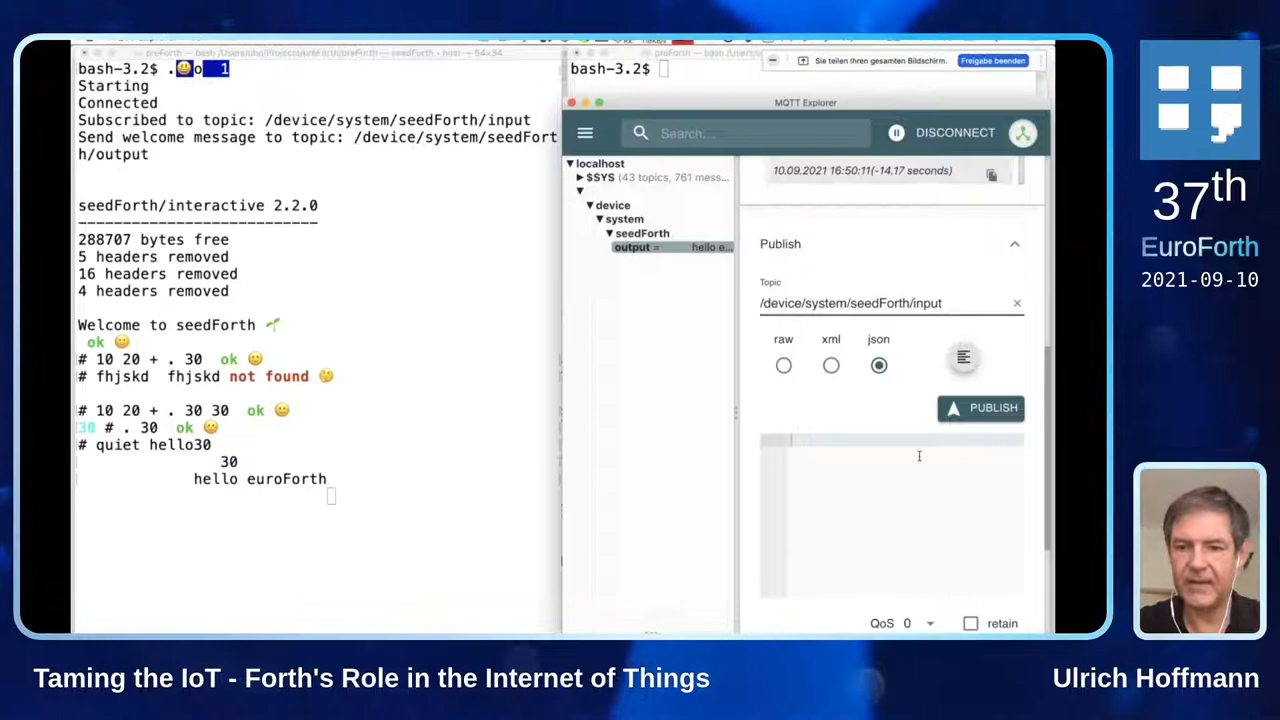 bash-3.2$ .😃o 1
Starting
Connected
Subscribed to topic: /device/system/seedForth/input
Send welcome message to topic: /device/system/seedFort
h/output
seedForth/interactive 2.2.0
---------------------------
288707 bytes free
5 headers removed
16 headers removed
4 headers removed
Welcome to seedForth 🌱
ok 🙂
# 10 20 + . 30 ok 🙂
# fhjskd fhjskd not found 🤔
# 10 20 + . 30 30 ok 🙂
30 # . 30 ok 🙂
# quiet hello30
30
hello euroForth
bash-3.2$
Sie teilen Ihren gesamten Bildschirm.
Freigabe beenden
MQTT Explorer
Search...
DISCONNECT
localhost
$SYS (43 topics, 761 mess...
device
system
seedForth
output = hello e...
10.09.2021 16:50:11(-14.17 seconds)
Publish
Topic
/device/system/seedForth/input
raw xml json
PUBLISH
QoS 0 retain
37th
EuroForth
2021-09-10
Taming the IoT - Forth's Role in the Internet of Things
Ulrich Hoffmann